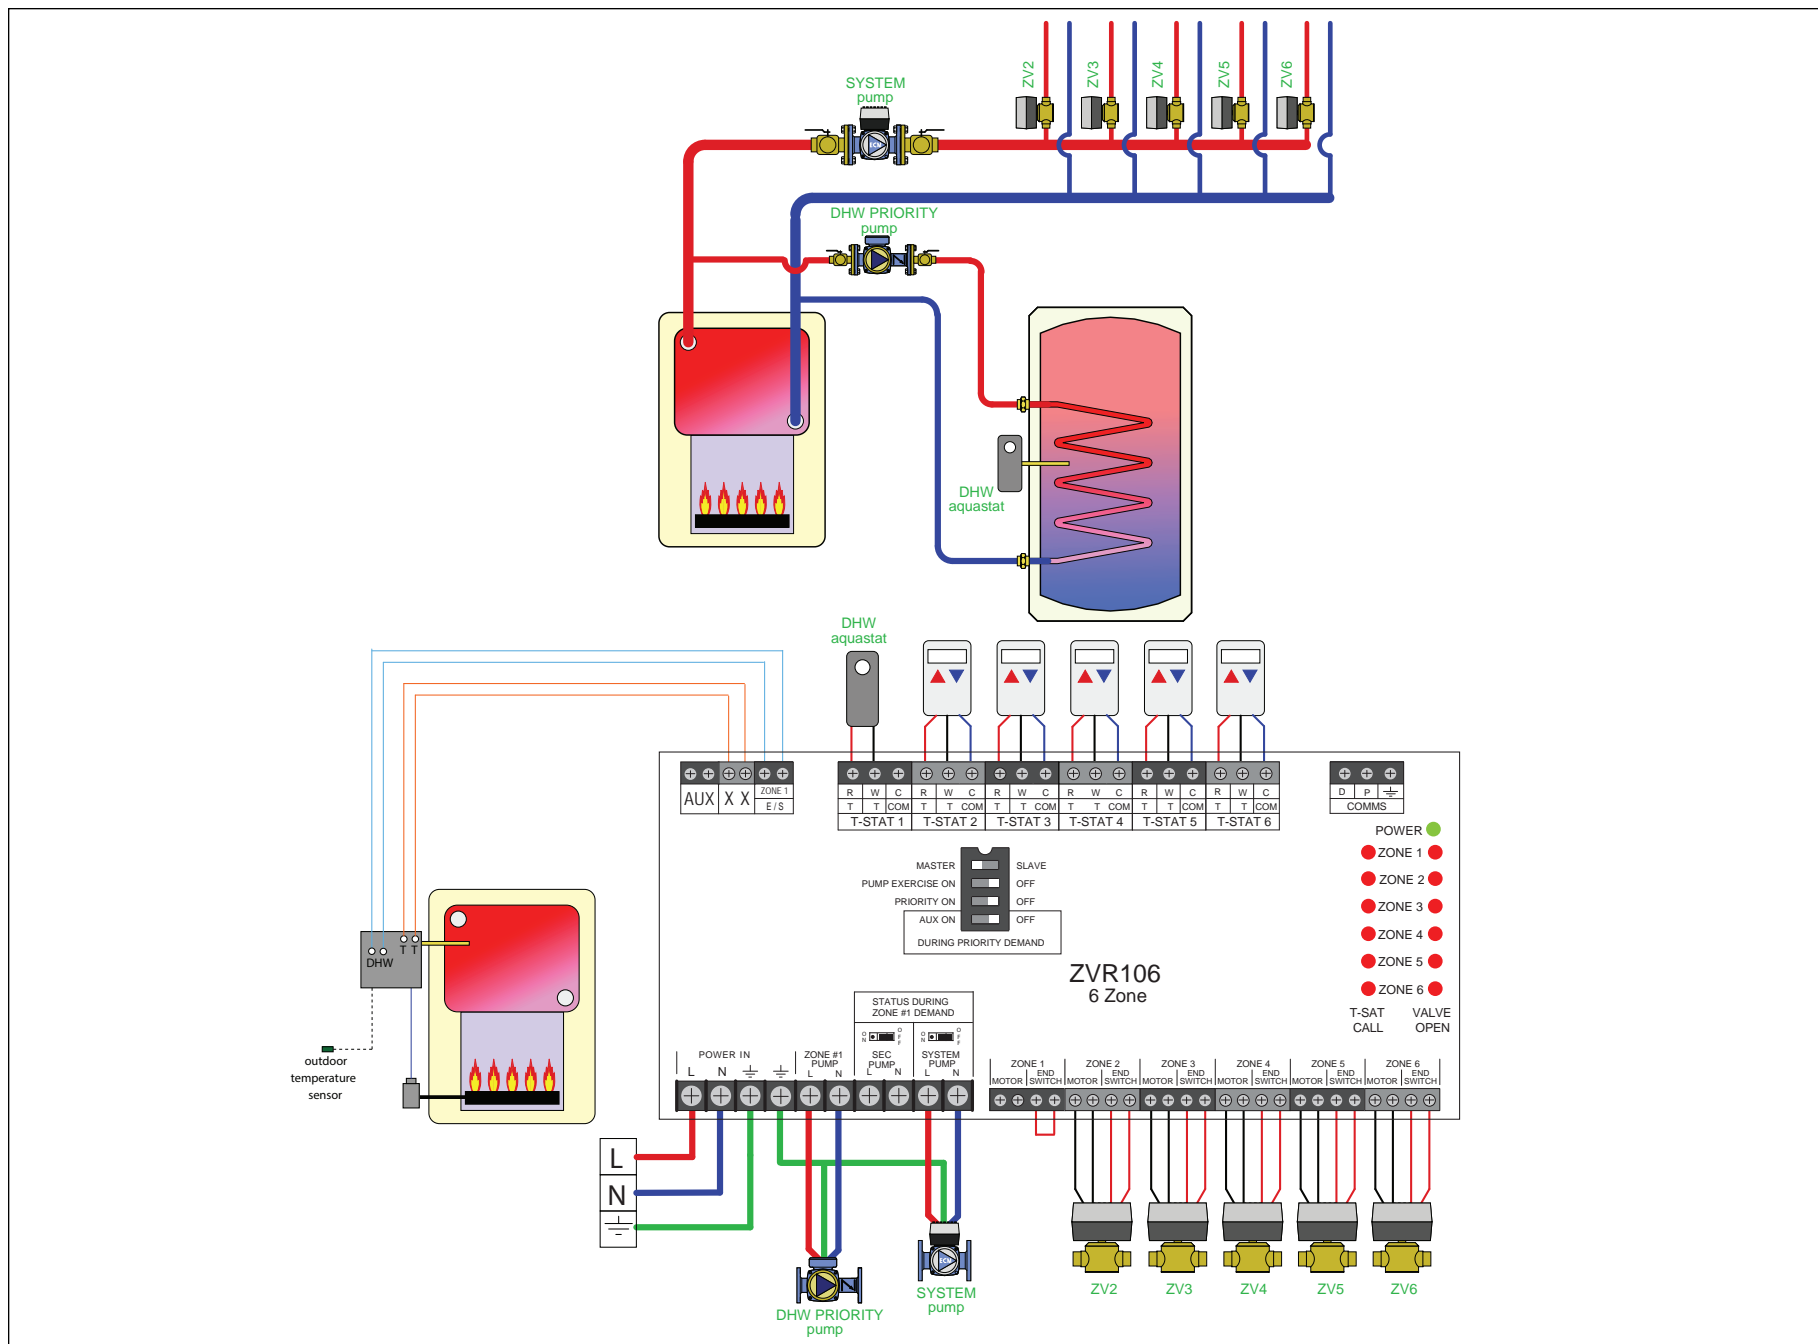 SYSTEM
pump
ZV2
ZV3
ZV4
ZV5
ZV6
ECM
DHW PRIORITY
pump
DHW
aquastat
DHW
aquastat
AUX X X ZONE 1
E / S
R W C R W C R W C R W C R W C R W C
T T COM T T COM T T COM T T COM T T COM T T COM
T-STAT 1 T-STAT 2 T-STAT 3 T-STAT 4 T-STAT 5 T-STAT 6
D P
COMMS
POWER
ZONE 1
ZONE 2
ZONE 3
ZONE 4
ZONE 5
ZONE 6
T-SAT
CALL
VALVE
OPEN
MASTER SLAVE
PUMP EXERCISE ON OFF
PRIORITY ON OFF
AUX ON OFF
DURING PRIORITY DEMAND
ZVR106
6 Zone
T T
DHW
outdoor
temperature
sensor
STATUS DURING
ZONE #1 DEMAND
ON OFF ON OFF
POWER IN
L N
ZONE #1
PUMP
L N
SEC
PUMP
L N
SYSTEM
PUMP
L N
ZONE 1 ZONE 2 ZONE 3 ZONE 4 ZONE 5 ZONE 6
MOTOR END SWITCH MOTOR END SWITCH MOTOR END SWITCH MOTOR END SWITCH MOTOR END SWITCH MOTOR END SWITCH
L
N
ECM
DHW PRIORITY
pump
SYSTEM
pump
ZV2 ZV3 ZV4 ZV5 ZV6